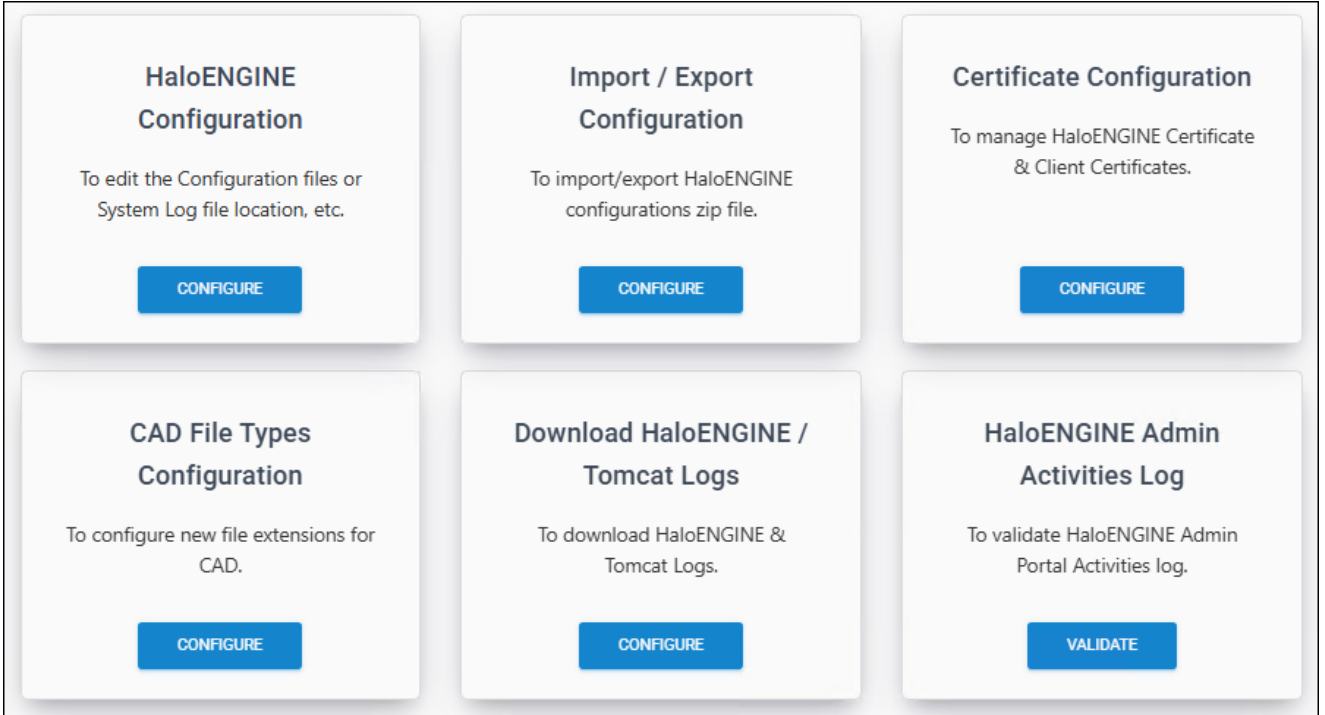 HaloENGINE
Configuration
To edit the Configuration files or
System Log file location, etc.
CONFIGURE
Import / Export
Configuration
To import/export HaloENGINE
configurations zip file.
CONFIGURE
Certificate Configuration
To manage HaloENGINE Certificate
& Client Certificates.
CONFIGURE
CAD File Types
Configuration
To configure new file extensions for
CAD.
CONFIGURE
Download HaloENGINE /
Tomcat Logs
To download HaloENGINE &
Tomcat Logs.
CONFIGURE
HaloENGINE Admin
Activities Log
To validate HaloENGINE Admin
Portal Activities log.
VALIDATE